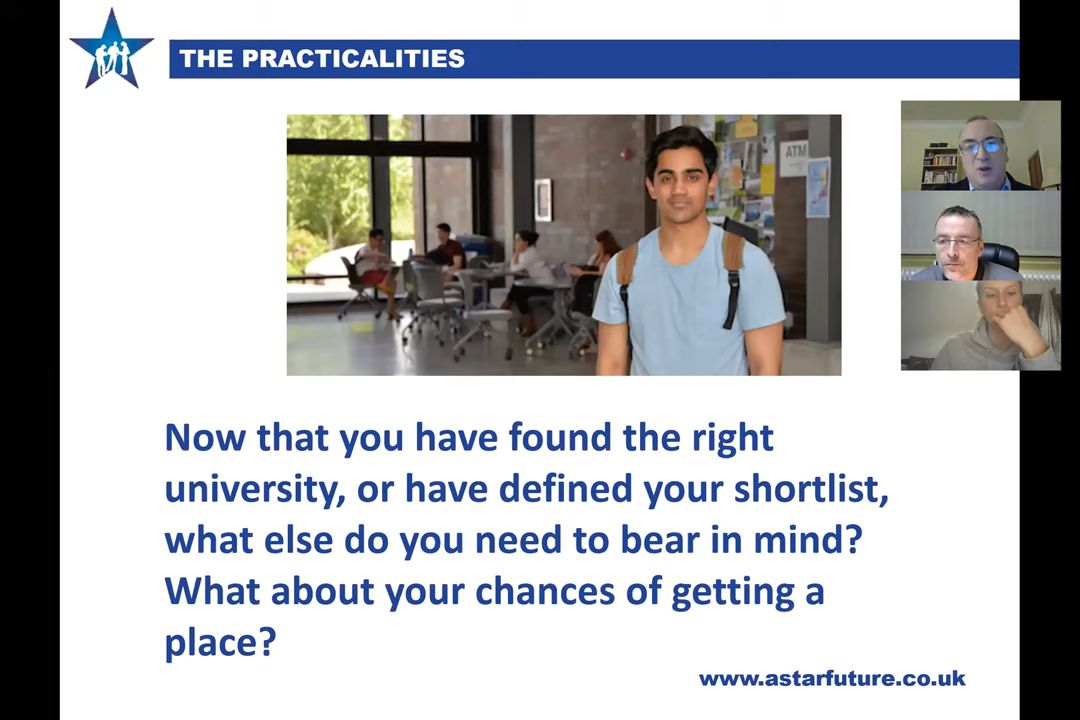 THE PRACTICALITIES
ATM
Now that you have found the right
university, or have defined your shortlist,
what else do you need to bear in mind?
What about your chances of getting a
place?
www.astarfuture.co.uk